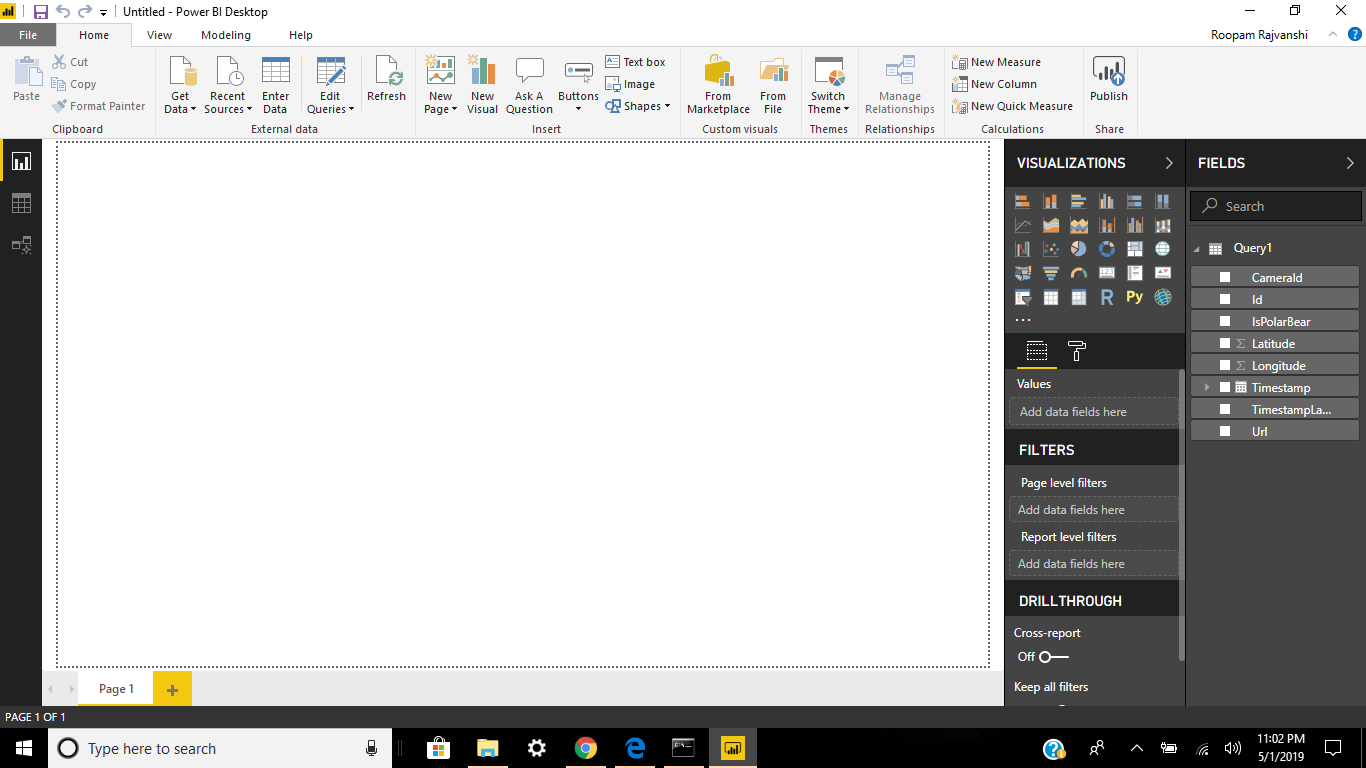 Untitled - Power BI Desktop
File Home View Modeling Help Roopam Rajvanshi
Paste Cut Copy Format Painter
Clipboard
Get Data Recent Sources Enter Data Edit Queries Refresh
External data
New Page New Visual Ask A Question Buttons Text box Image Shapes
Insert
From Marketplace From File
Custom visuals
Switch Theme
Themes
Manage Relationships
Relationships
New Measure
New Column
New Quick Measure
Calculations
Publish
Share
VISUALIZATIONS
R Py
Values
Add data fields here
FILTERS
Page level filters
Add data fields here
Report level filters
Add data fields here
DRILLTHROUGH
Cross-report
Off
Keep all filters
FIELDS
Search
Query1
CameraId
Id
IsPolarBear
Σ Latitude
Σ Longitude
Timestamp
TimestampLa...
Url
Page 1
PAGE 1 OF 1
Type here to search
11:02 PM
5/1/2019